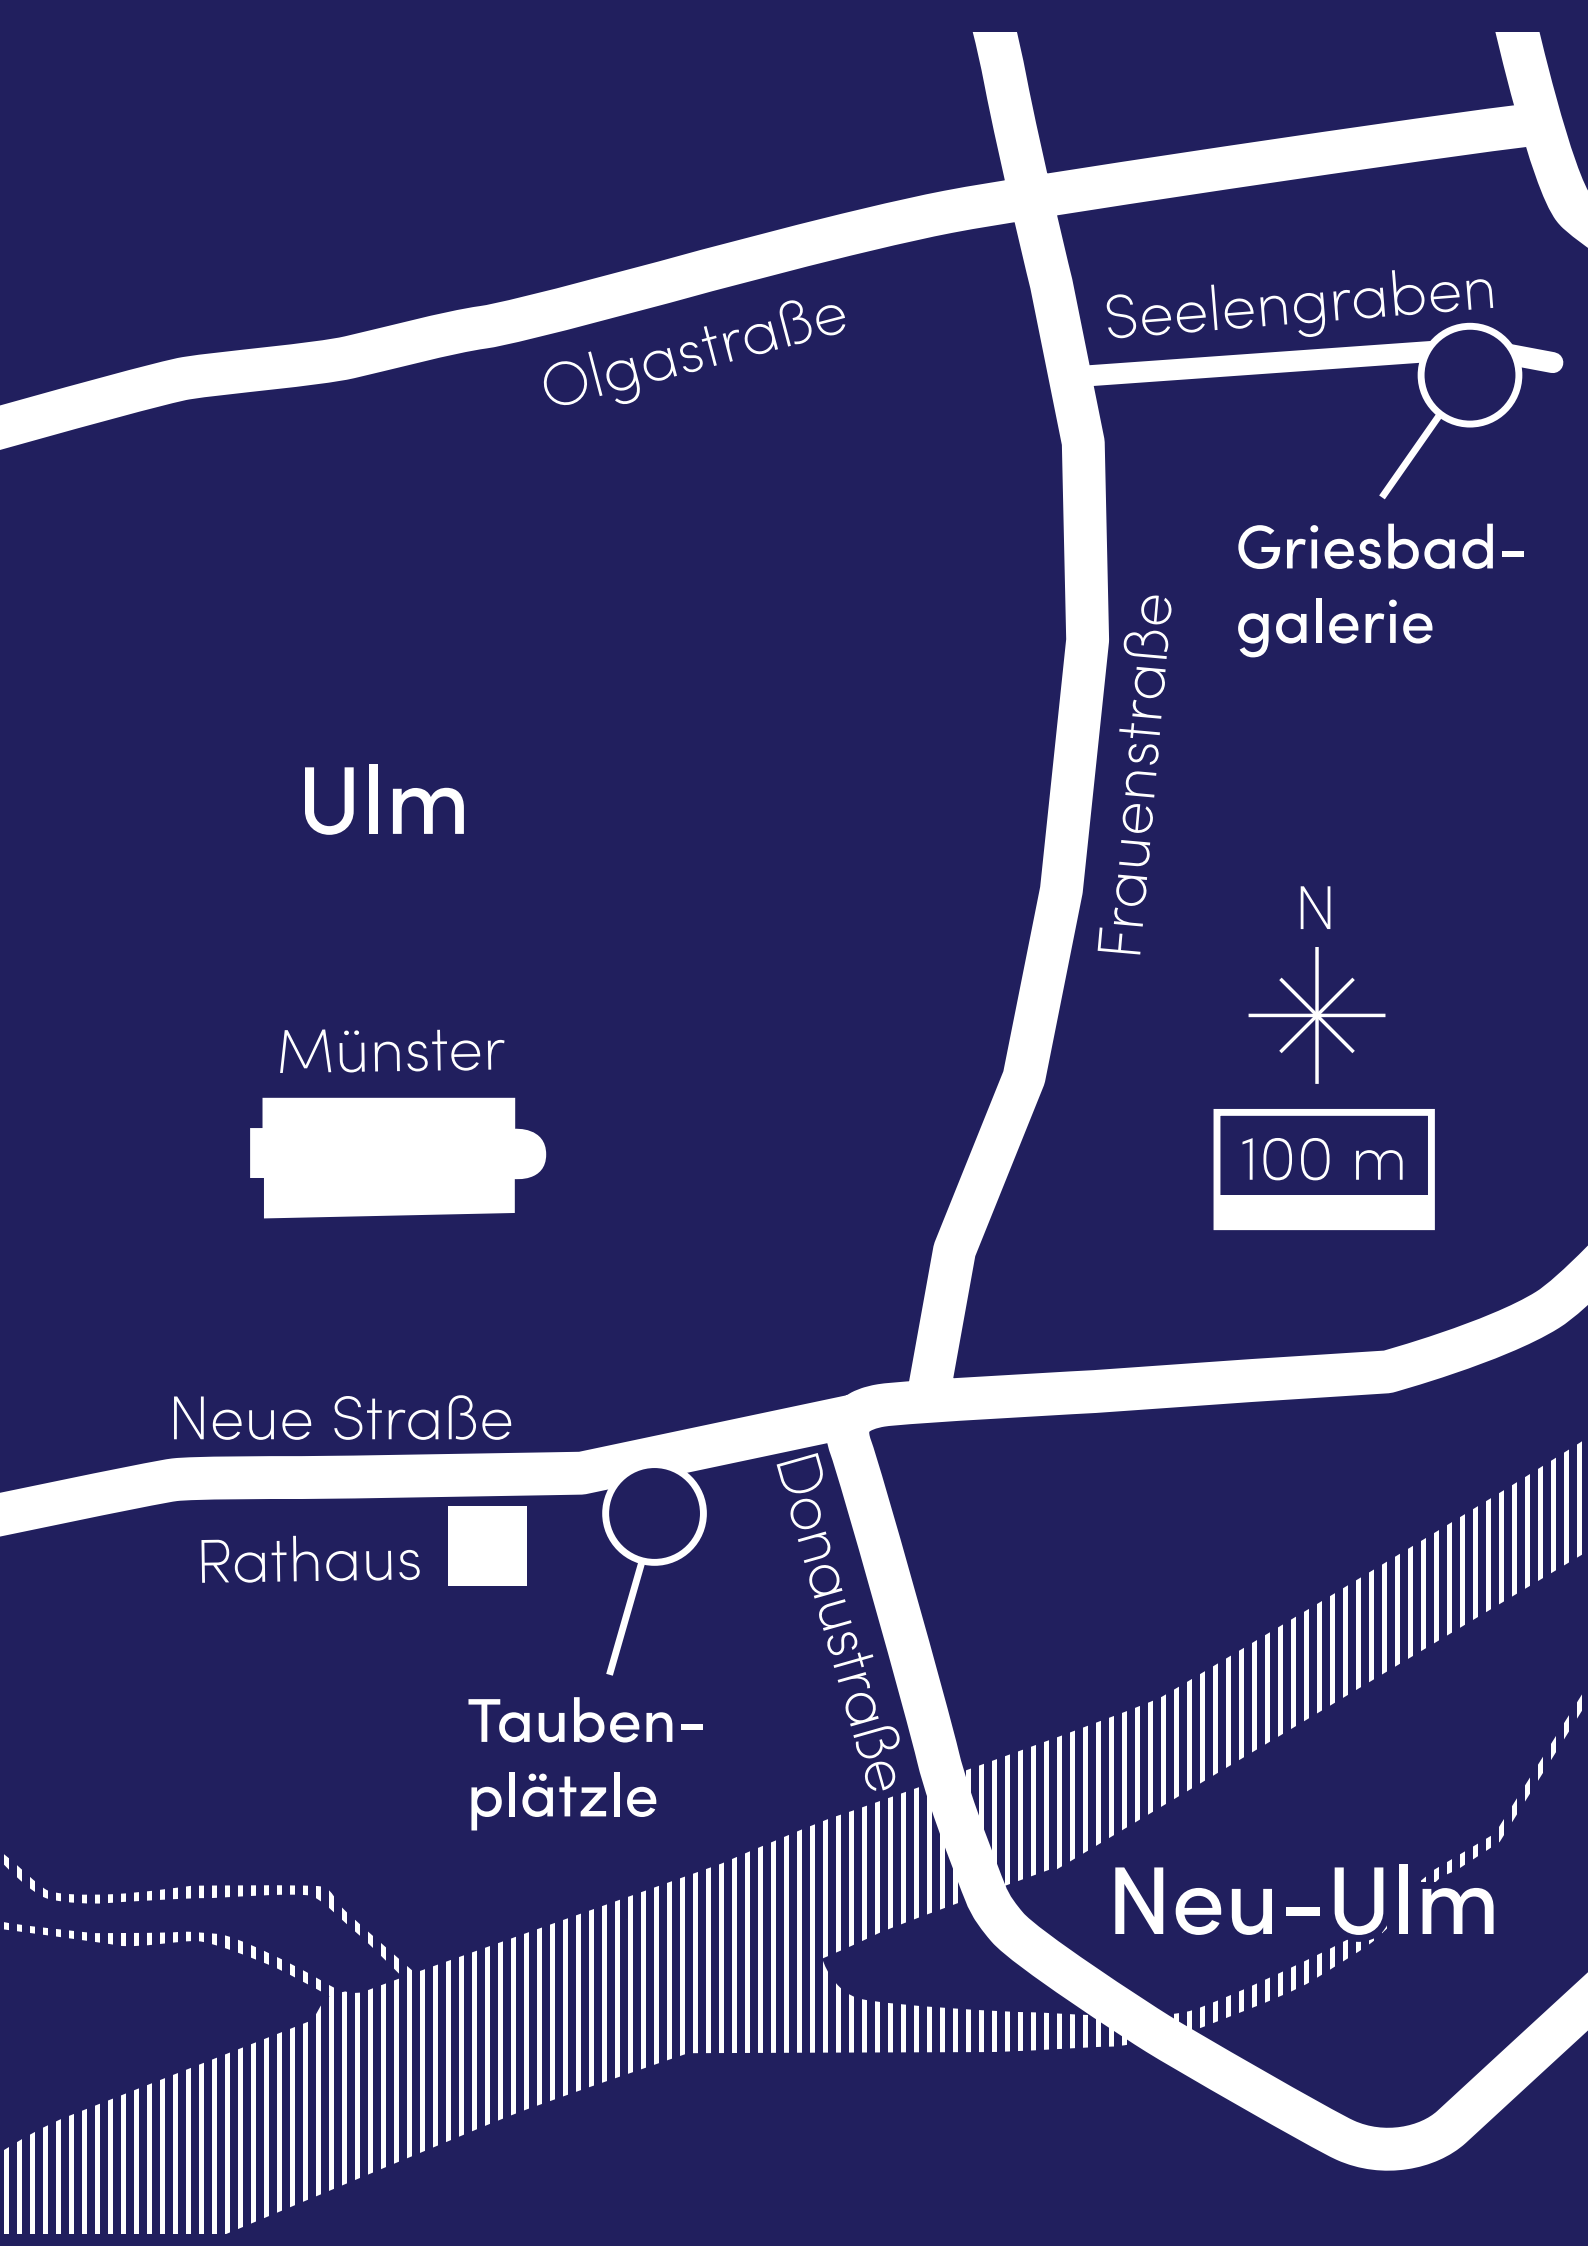 Seelengraben
Olgastraße
Griesbad-
galerie
Frauenstraße
Ulm
N
Münster
100 m
Neue Straße
Rathaus
Donaustraße
Tauben-
plätzle
Neu-Ulm